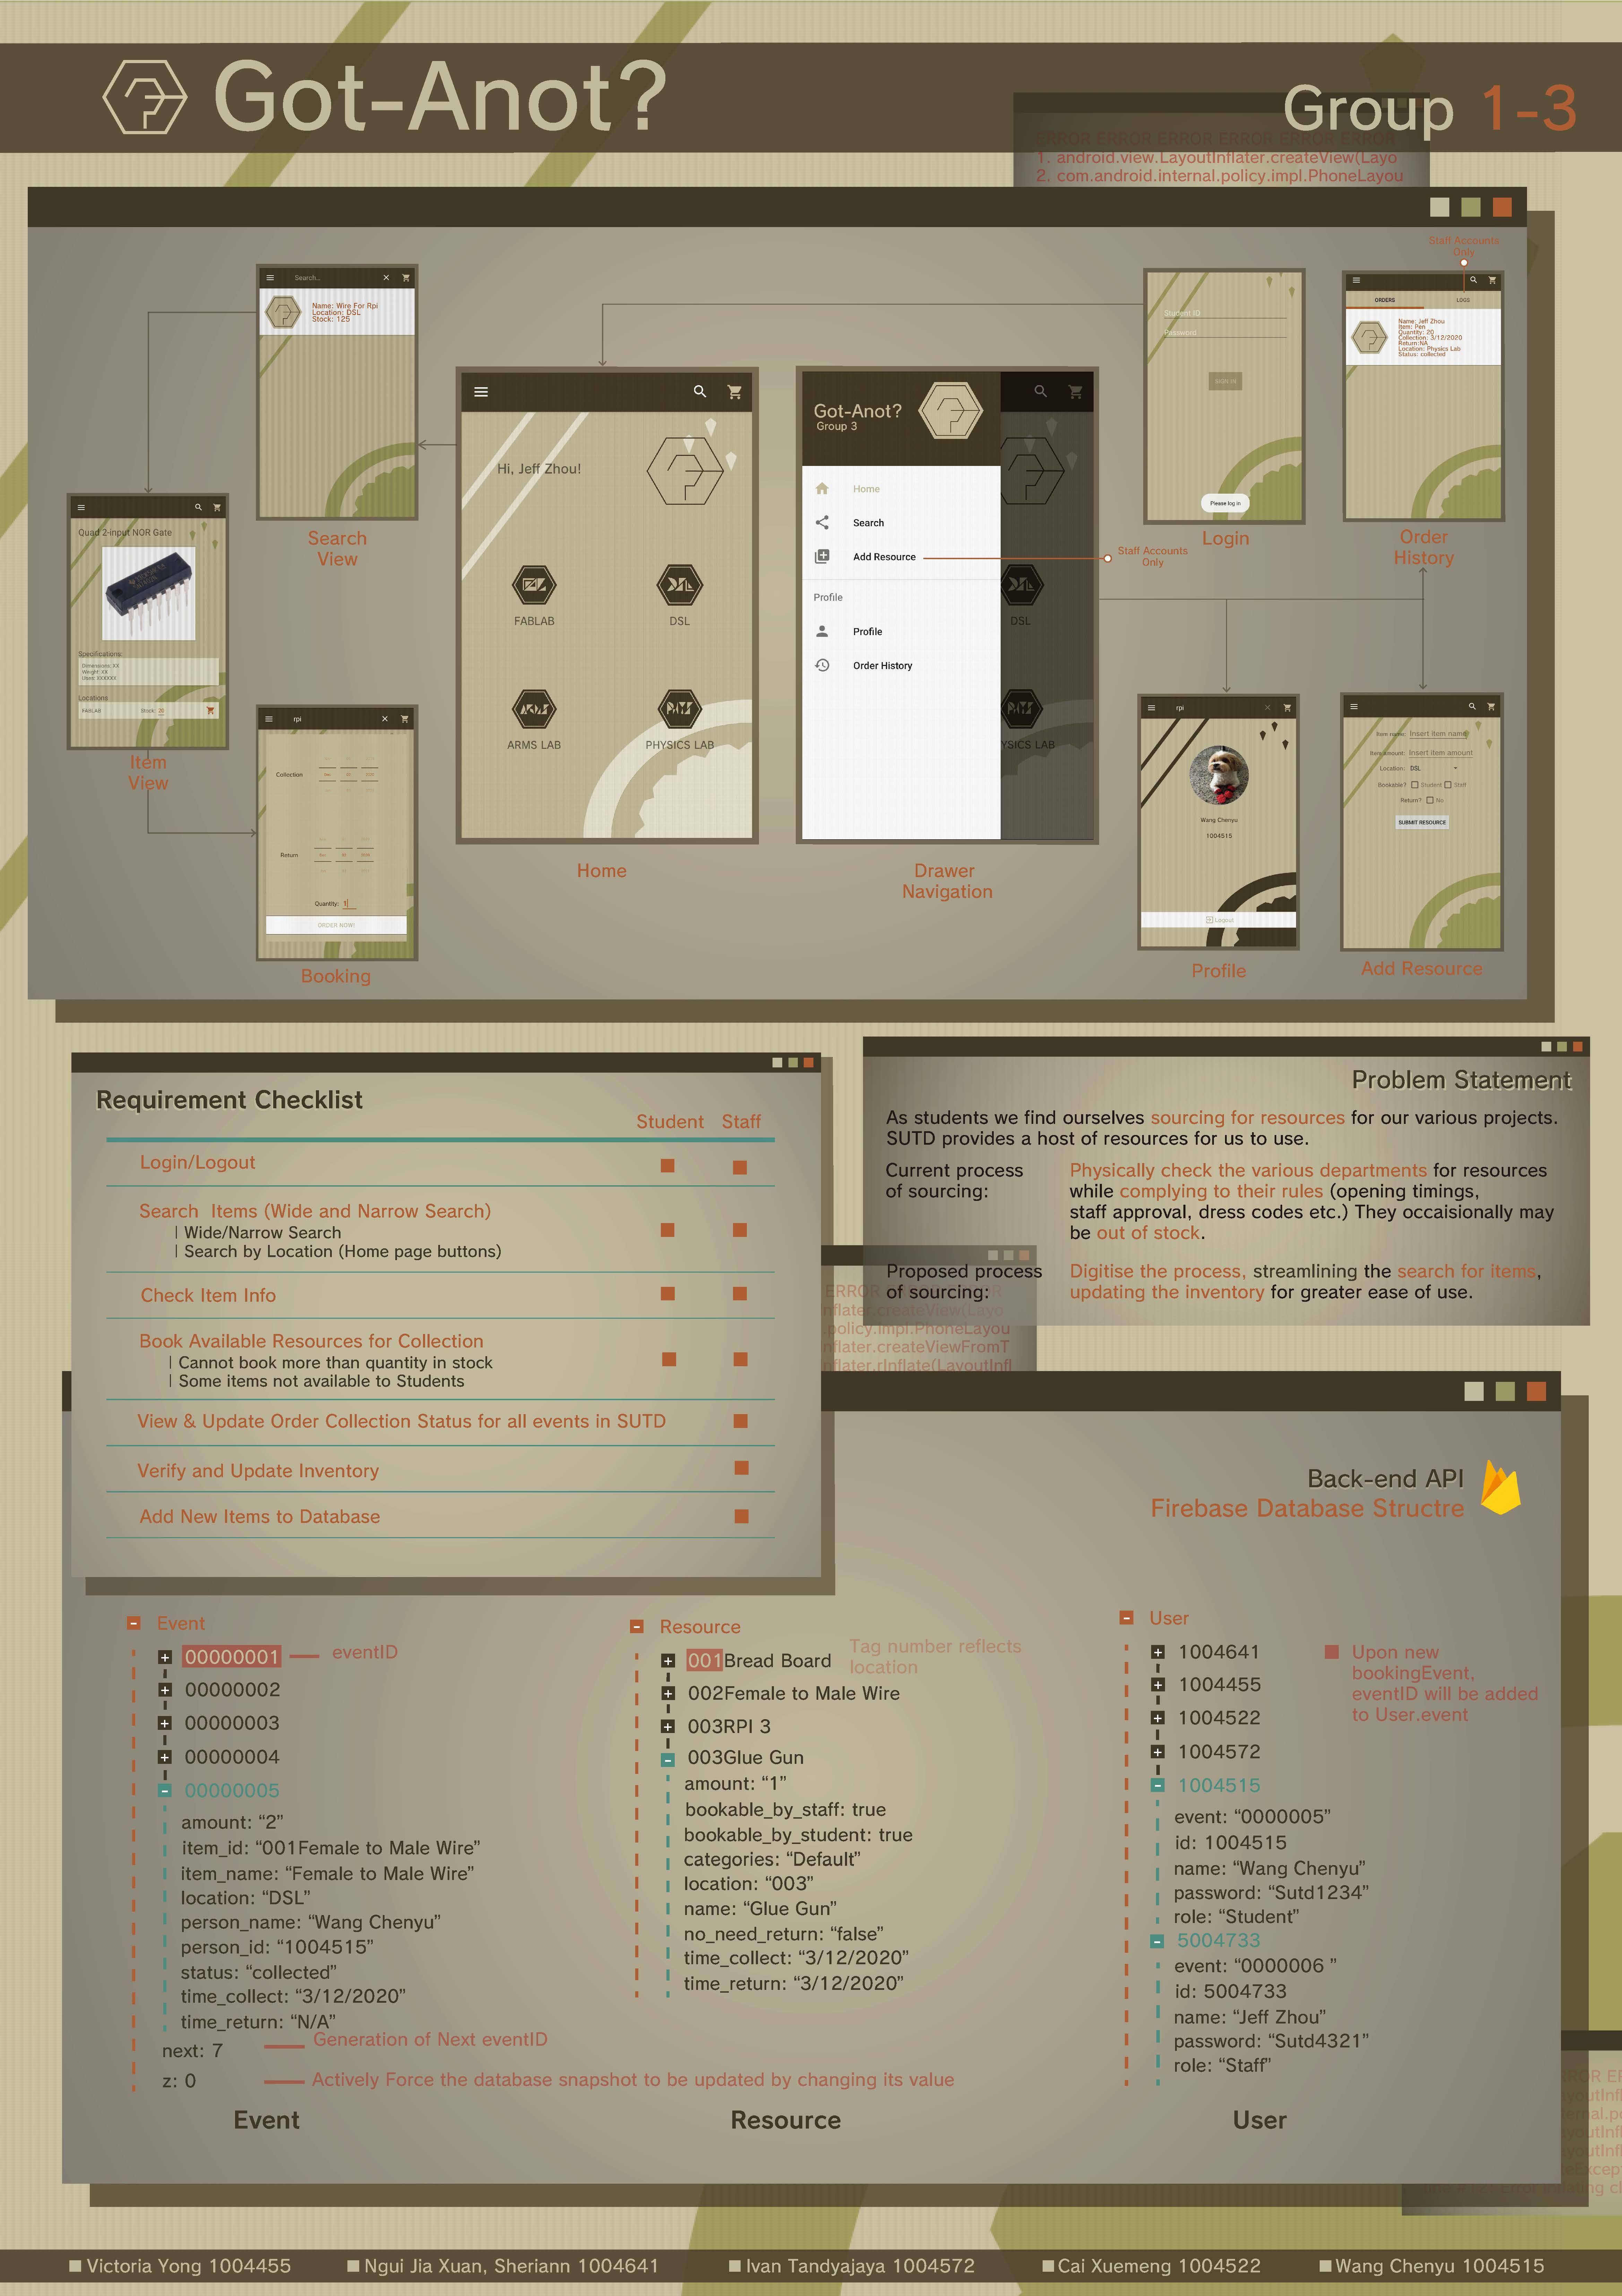 Got-Anot?
Group 1-3
ERROR ERROR ERROR ERROR ERROR ERROR
1. android.view.LayoutInflater.createView(Layo
2. com.android.internal.policy.impl.PhoneLayou
Search...
Name: Wire For Rpi
Location: DSL
Stock: 125
Search
View
Quad 2-input NOR Gate
Specifications:
Dimensions: XX
Weight: XX
Uses: XXXXXX
Locations
FABLAB
Stock: 26
Item
View
rpi
Collection
Return
Quantity: 1
ORDER NOW!
Booking
Hi, Jeff Zhou!
FABLAB
DSL
ARMS LAB
PHYSICS LAB
Home
Got-Anot?
Group 3
Home
Search
Add Resource
Profile
Profile
Order History
DSL
YSICS LAB
Drawer
Navigation
Staff Accounts
Only
Student ID
Password
SIGN IN
Please log in
Login
Staff Accounts
Only
ORDERS
LOGS
Name: Jeff Zhou
Item: Pen
Quantity: 20
Collection: 3/12/2020
Return:NA
Location: Physics Lab
Status: collected
Order
History
rpi
Wang Chenyu
1004515
Logout
Profile
Item name: Insert item name
Item amount: Insert item amount
Location: DSL
Bookable? Student Staff
Return? No
SUBMIT RESOURCE
Add Resource
Requirement Checklist
Student Staff
Login/Logout
Search Items (Wide and Narrow Search)
| Wide/Narrow Search
| Search by Location (Home page buttons)
Check Item Info
Book Available Resources for Collection
| Cannot book more than quantity in stock
| Some items not available to Students
View & Update Order Collection Status for all events in SUTD
Verify and Update Inventory
Add New Items to Database
Problem Statement
As students we find ourselves sourcing for resources for our various projects.
SUTD provides a host of resources for us to use.
Current process
of sourcing:
Physically check the various departments for resources
while complying to their rules (opening timings,
staff approval, dress codes etc.) They occaisionally may
be out of stock.
Proposed process
of sourcing:
Digitise the process, streamlining the search for items,
updating the inventory for greater ease of use.
nflater.createView(Layo
.policy.impl.PhoneLayou
nflater.createViewFromT
nflater.rInflate(LayoutInfl
Back-end API
Firebase Database Structre
Event
00000001
eventID
00000002
00000003
00000004
00000005
amount: “2”
item_id: “001Female to Male Wire”
item_name: “Female to Male Wire”
location: “DSL”
person_name: “Wang Chenyu”
person_id: “1004515”
status: “collected”
time_collect: “3/12/2020”
time_return: “N/A”
next: 7
Generation of Next eventID
z: 0
Actively Force the database snapshot to be updated by changing its value
Event
Resource
001Bread Board
Tag number reflects
location
002Female to Male Wire
003RPI 3
003Glue Gun
amount: “1”
bookable_by_staff: true
bookable_by_student: true
categories: “Default”
location: “003”
name: “Glue Gun”
no_need_return: “false”
time_collect: “3/12/2020”
time_return: “3/12/2020”
Resource
User
1004641
1004455
1004522
1004572
1004515
Upon new
bookingEvent,
eventID will be added
to User.event
event: “0000005”
id: 1004515
name: “Wang Chenyu”
password: “Sutd1234”
role: “Student”
5004733
event: “0000006 ”
id: 5004733
name: “Jeff Zhou”
password: “Sutd4321”
role: “Staff”
User
Victoria Yong 1004455
Ngui Jia Xuan, Sheriann 1004641
Ivan Tandyajaya 1004572
Cai Xuemeng 1004522
Wang Chenyu 1004515